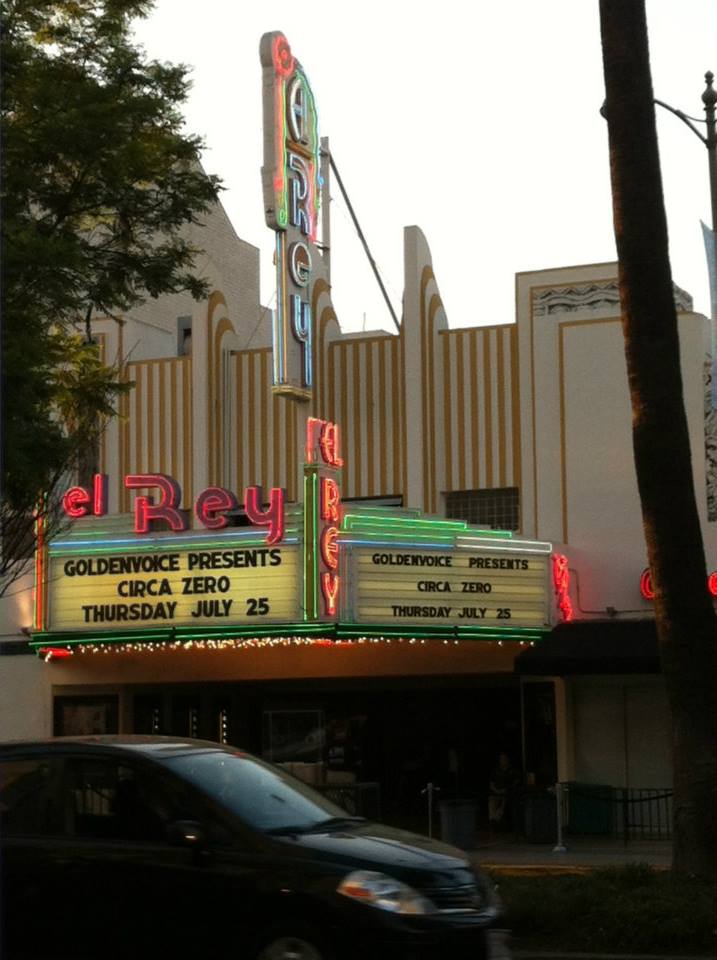 Rey
EL
REY
el Rey
GOLDENVOICE PRESENTS
CIRCA ZERO
THURSDAY JULY 25
GOLDENVOICE PRESENTS
CIRCA ZERO
THURSDAY JULY 25